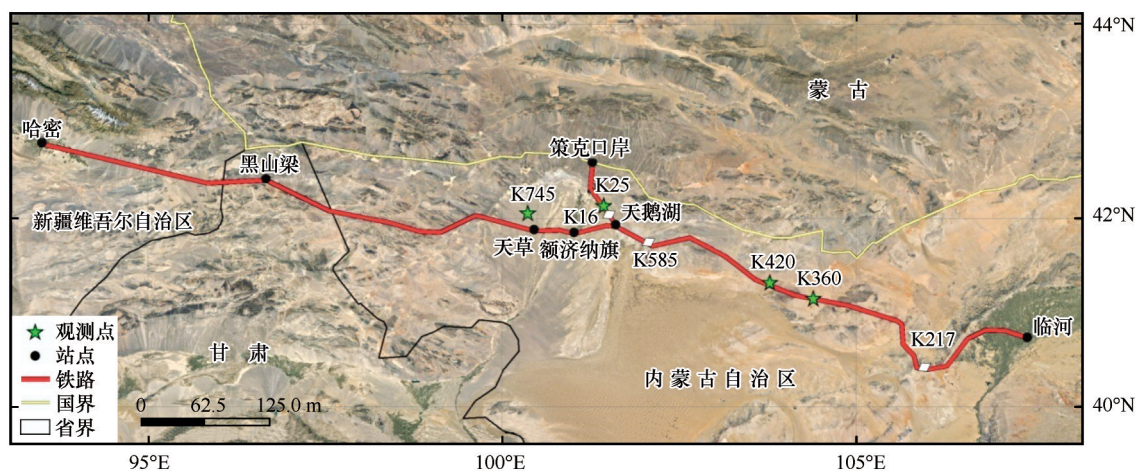 44°N
蒙 古
哈密
策克口岸
黑山梁
K25
K745
新疆维吾尔自治区
K16
天鹅湖
42°N
天草
额济纳旗
K585
K420
K360
临河
观测点
站点
铁路
国界
省界
甘 肃
K217
内蒙古自治区
0 62.5 125.0 m
40°N
95°E 100°E 105°E